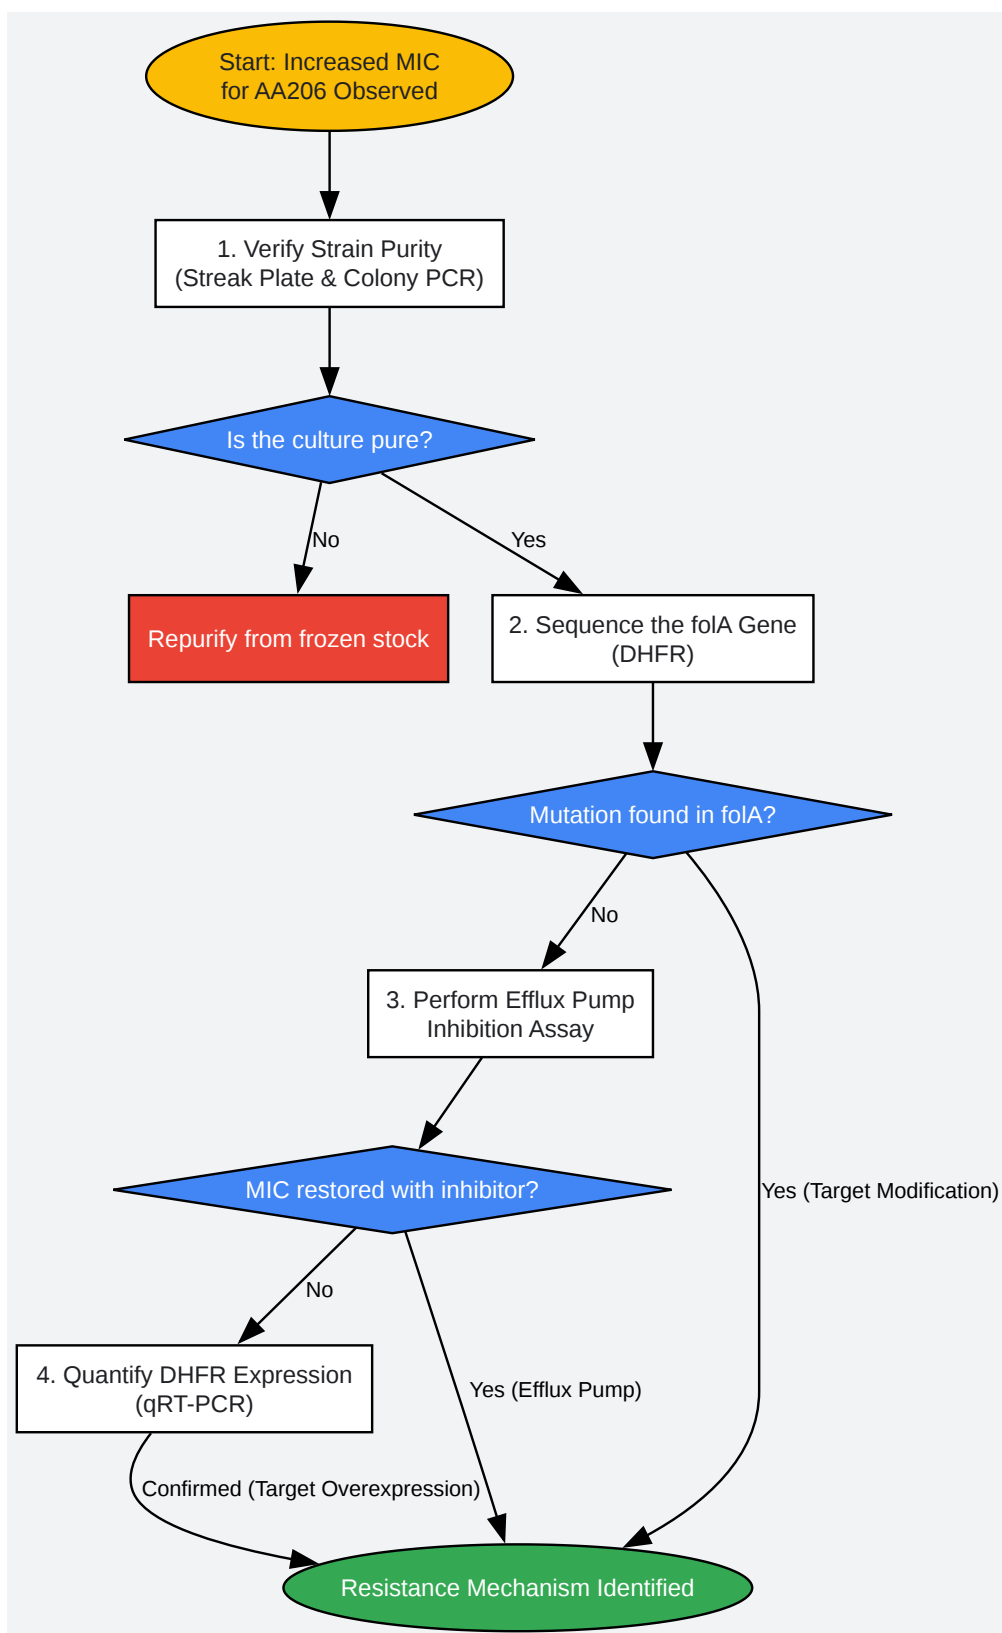 Start: Increased MIC
for AA206 Observed
1. Verify Strain Purity
(Streak Plate & Colony PCR)
Is the culture pure?
No
Yes
Repurify from frozen stock
2. Sequence the folA Gene
(DHFR)
Mutation found in folA?
No
3. Perform Efflux Pump
Inhibition Assay
MIC restored with inhibitor?
Yes (Target Modification)
No
4. Quantify DHFR Expression
(qRT-PCR)
Yes (Efflux Pump)
Confirmed (Target Overexpression)
Resistance Mechanism Identified